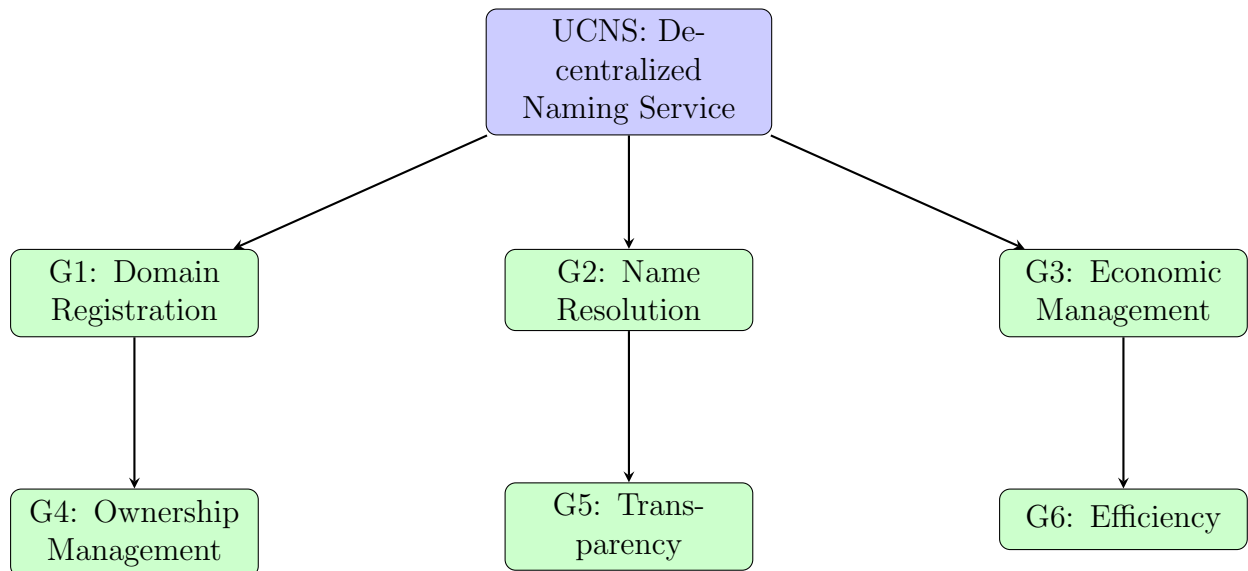 UCNS: De-
centralized
Naming Service
G1: Domain
Registration
G2: Name
Resolution
G3: Economic
Management
G4: Ownership
Management
G5: Trans-
parency
G6: Efficiency